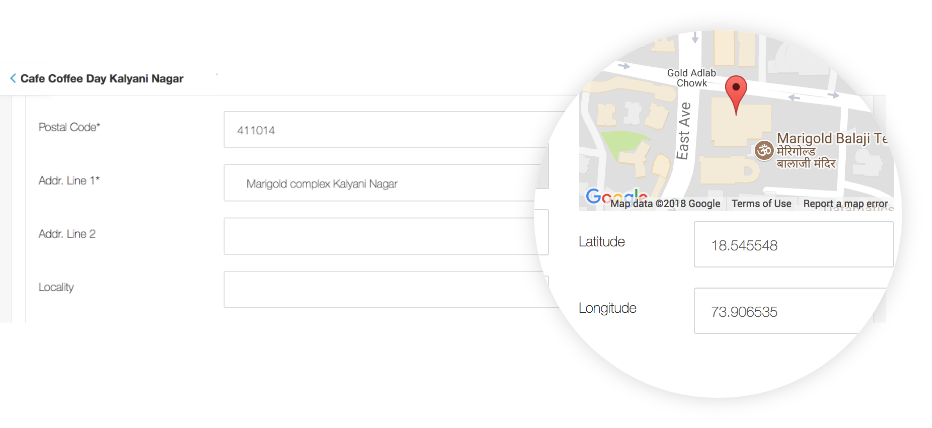 Cafe Coffee Day Kalyani Nagar
Postal Code*
411014
Addr. Line 1*
Marigold complex Kalyani Nagar
Addr. Line 2
Locality
Gold Adlab
Chowk
East Ave
Marigold Balaji Te
मेरिगोल्ड
बालाजी मंदिर
Google
Map data ©2018 Google Terms of Use Report a map error
Latitude
18.545548
Longitude
73.906535